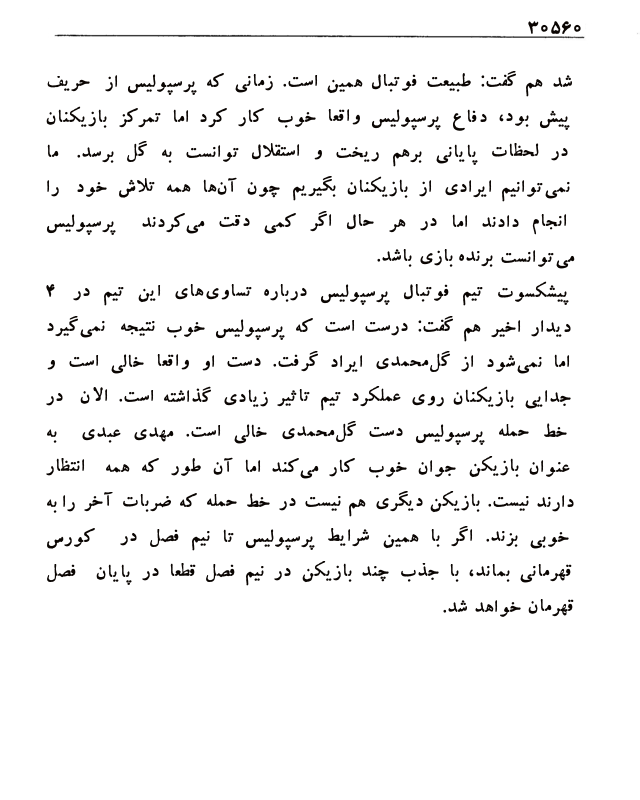 ۳۰۵۶۰
شد هم گفت: طبیعت فوتبال همین است. زمانی که پرسپولیس از حریف
پیش بود، دفاع پرسپولیس واقعا خوب کار کرد اما تمرکز بازیکنان
در لحظات پایانی برهم ریخت و استقلال توانست به گل برسد. ما
نمی‌توانیم ایرادی از بازیکنان بگیریم چون آن‌ها همه تلاش خود را
انجام دادند اما در هر حال اگر کمی دقت می‌کردند پرسپولیس
می‌توانست برنده بازی باشد.
پیشکسوت تیم فوتبال پرسپولیس درباره تساوی‌های این تیم در ۴
دیدار اخیر هم گفت: درست است که پرسپولیس خوب نتیجه نمی‌گیرد
اما نمی‌شود از گل‌محمدی ایراد گرفت. دست او واقعا خالی است و
جدایی بازیکنان روی عملکرد تیم تاثیر زیادی گذاشته است. الان در
خط حمله پرسپولیس دست گل‌محمدی خالی است. مهدی عبدی به
عنوان بازیکن جوان خوب کار می‌کند اما آن طور که همه انتظار
دارند نیست. بازیکن دیگری هم نیست در خط حمله که ضربات آخر را به
خوبی بزند. اگر با همین شرایط پرسپولیس تا نیم فصل در کورس
قهرمانی بماند، با جذب چند بازیکن در نیم فصل قطعا در پایان فصل
قهرمان خواهد شد.